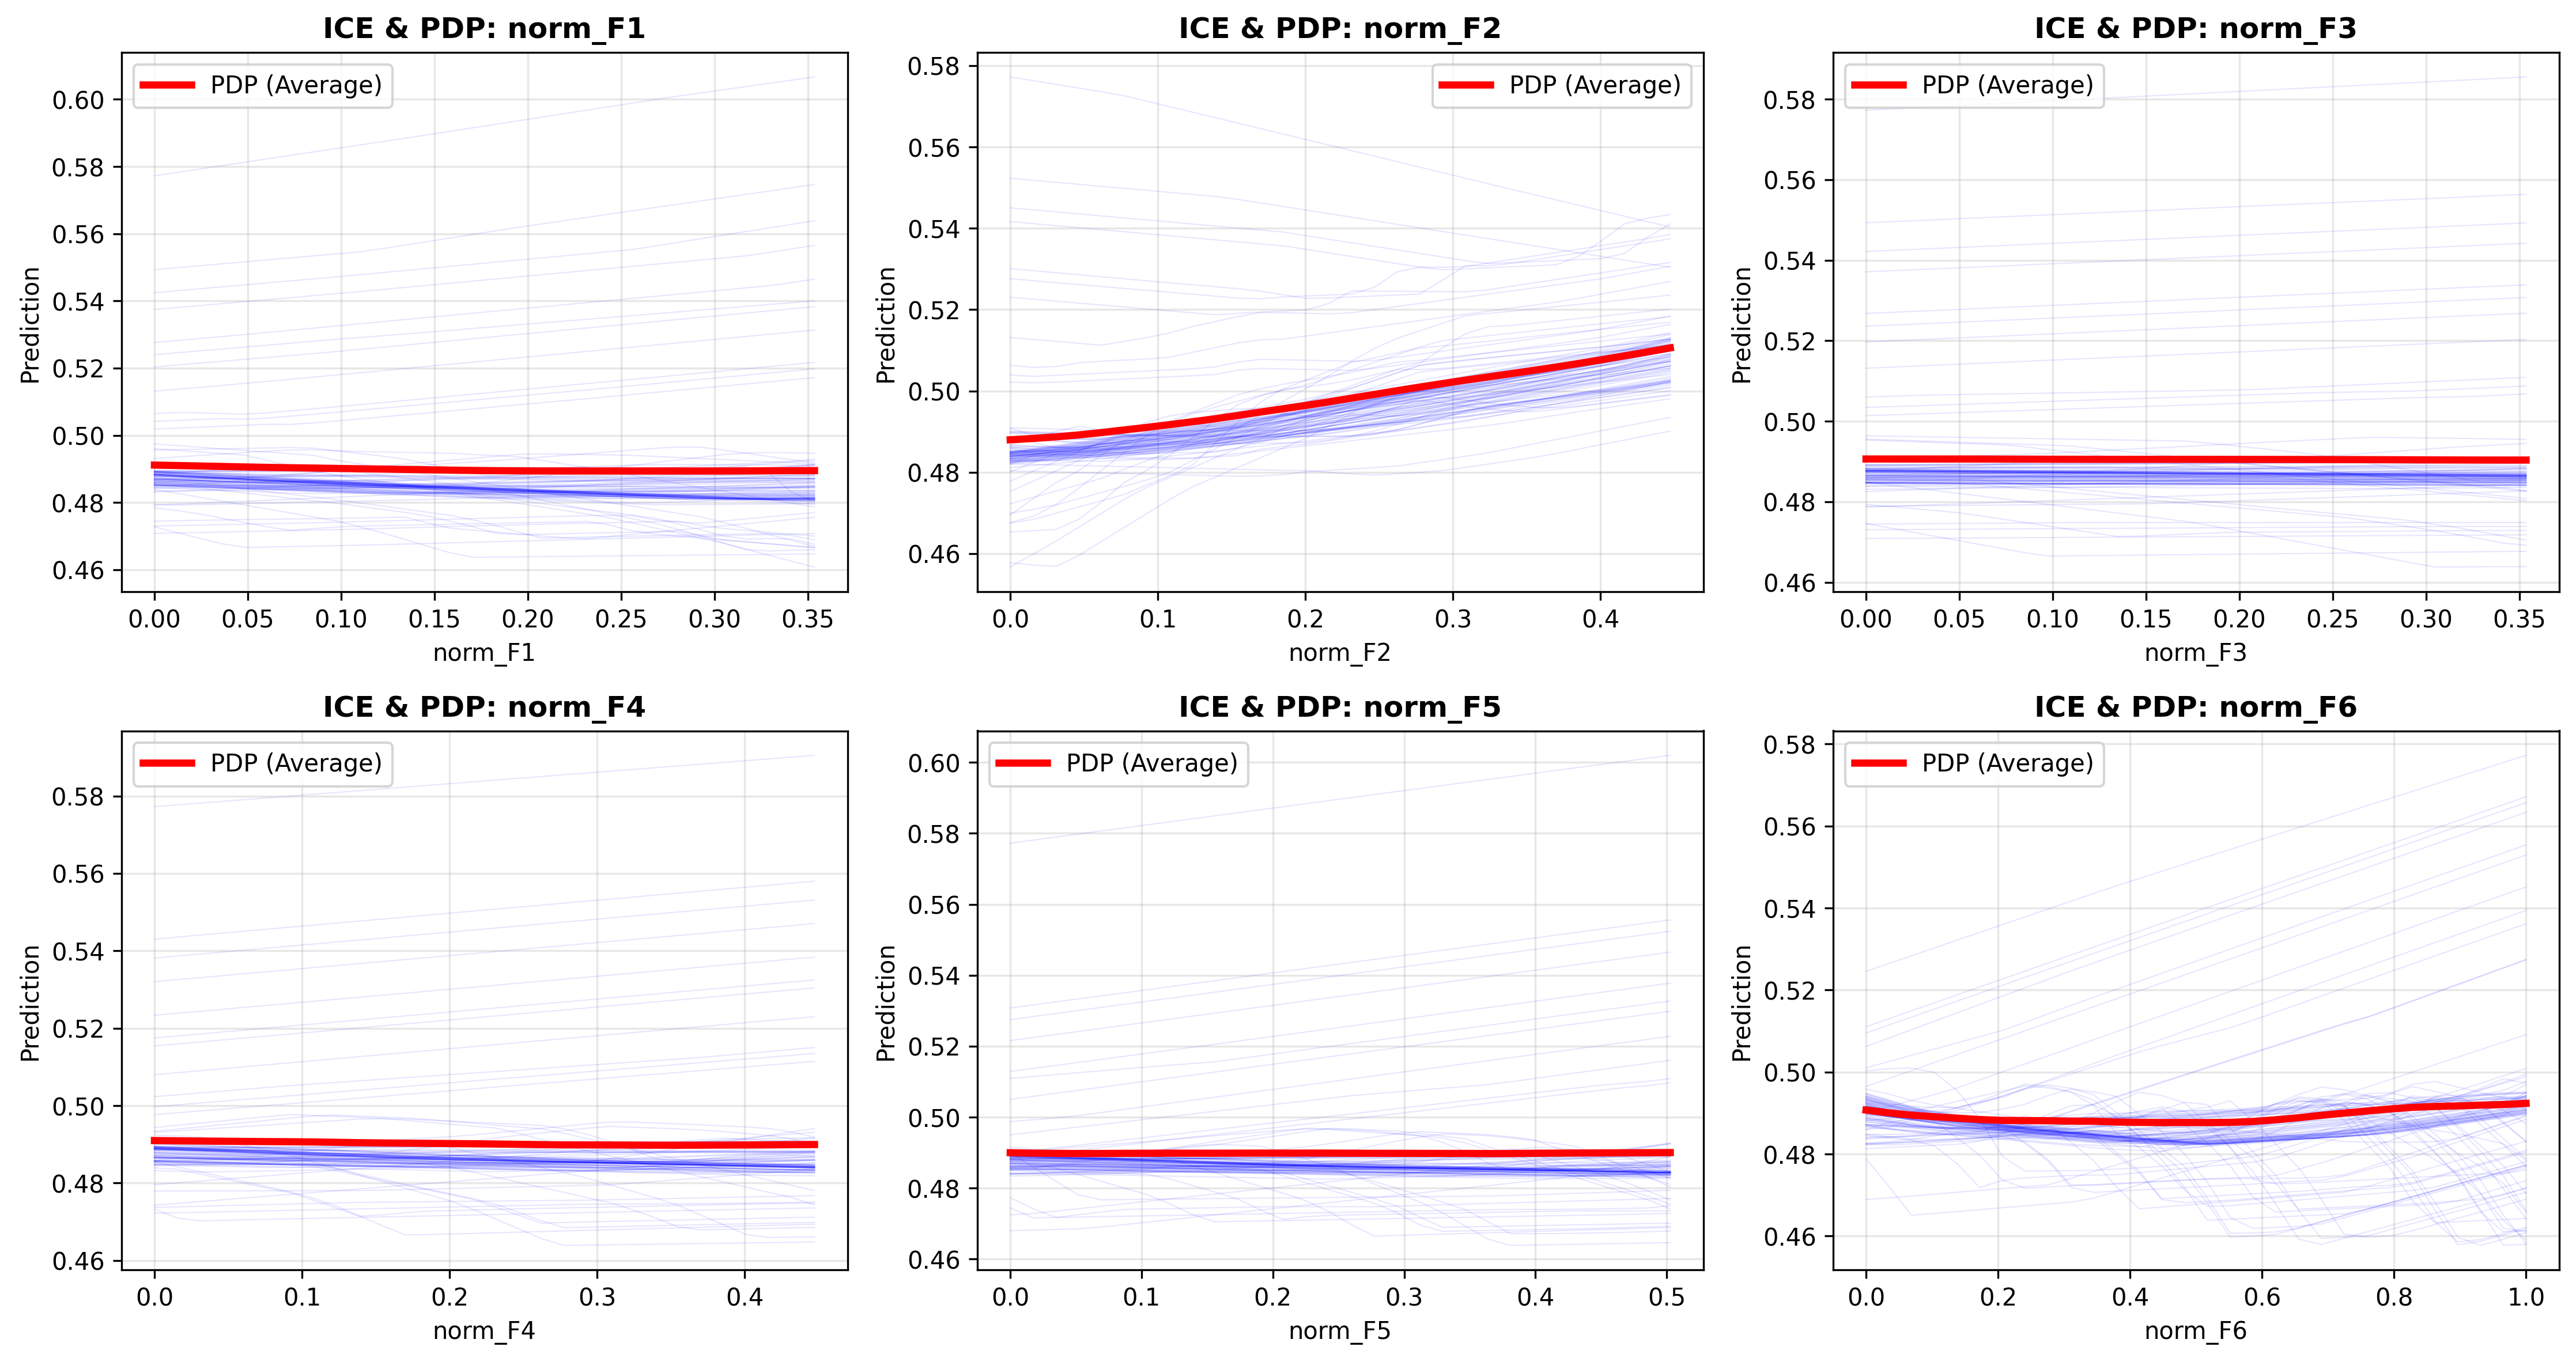 ICE & PDP: norm_F1
PDP (Average)
Prediction
0.60
0.58
0.56
0.54
0.52
0.50
0.48
0.46
0.00 0.05 0.10 0.15 0.20 0.25 0.30 0.35
norm_F1
ICE & PDP: norm_F2
PDP (Average)
Prediction
0.58
0.56
0.54
0.52
0.50
0.48
0.46
0.0 0.1 0.2 0.3 0.4
norm_F2
ICE & PDP: norm_F3
PDP (Average)
Prediction
0.58
0.56
0.54
0.52
0.50
0.48
0.46
0.00 0.05 0.10 0.15 0.20 0.25 0.30 0.35
norm_F3
ICE & PDP: norm_F4
PDP (Average)
Prediction
0.58
0.56
0.54
0.52
0.50
0.48
0.46
0.0 0.1 0.2 0.3 0.4
norm_F4
ICE & PDP: norm_F5
PDP (Average)
Prediction
0.60
0.58
0.56
0.54
0.52
0.50
0.48
0.46
0.0 0.1 0.2 0.3 0.4 0.5
norm_F5
ICE & PDP: norm_F6
PDP (Average)
Prediction
0.58
0.56
0.54
0.52
0.50
0.48
0.46
0.0 0.2 0.4 0.6 0.8 1.0
norm_F6